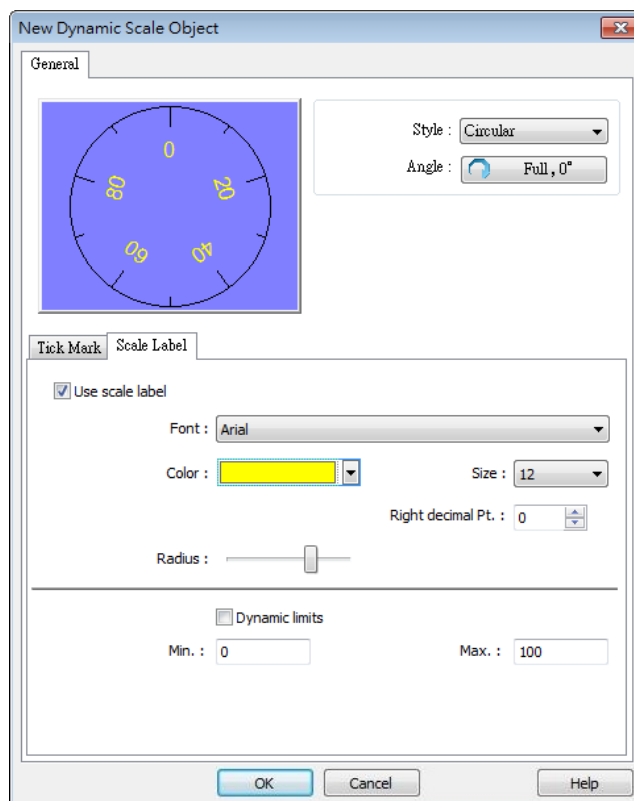 New Dynamic Scale Object
General
0
20
40
60
80
Style : Circular
Angle : Full , 0°
Tick Mark
Scale Label
Use scale label
Font : Arial
Color :
Size : 12
Right decimal Pt. : 0
Radius :
Dynamic limits
Min. : 0
Max. : 100
OK
Cancel
Help